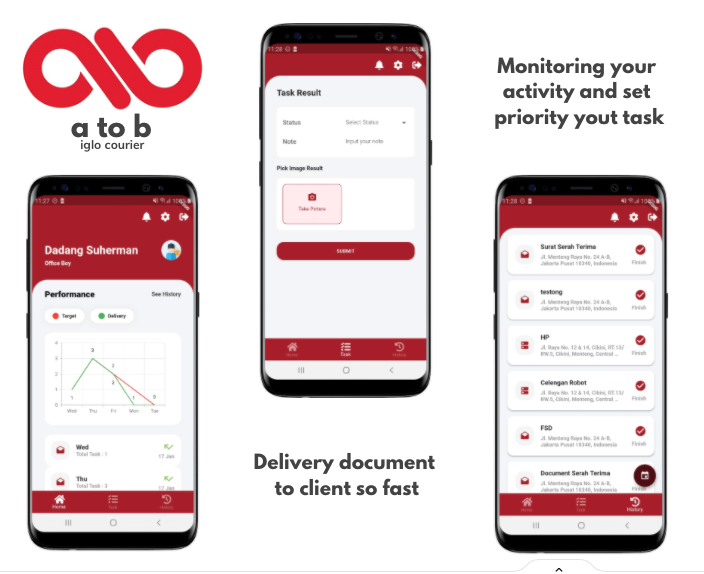 a to b
iglo courier
11:27
108%
Dadang Suherman
Office Boy
Performance
See History
Target
Delivery
4
3
2
1
0
3
3
2
1
1
0
Wed
Thu
Fri
Mon
Tue
Wed
Total Task : 1
17 Jan
Thu
Total Task : 3
17 Jan
Home
Task
History
11:28
108%
Task Result
Status
Select Status
Note
Input your note
Pick Image Result
Take Picture
SUBMIT
Home
Task
History
Delivery document
to client so fast
Monitoring your
activity and set
priority yout task
11:28
108%
Surat Serah Terima
Jl. Menteng Raya No. 24 A-B,
Jakarta Pusat 10340, Indonesia
Finish
testong
Jl. Menteng Raya No. 24 A-B,
Jakarta Pusat 10340, Indonesia
Finish
HP
Jl. Raya No. 12 & 14, Cikini, RT.13/
RW.5, Cikini, Menteng, Central ...
Finish
Celengan Robot
Jl. Raya No. 12 & 14, Cikini, RT.13/
RW.5, Cikini, Menteng, Central ...
Finish
FSD
Jl. Menteng Raya No. 24 A-B,
Jakarta Pusat 10340, Indonesia
Finish
Document Serah Terima
Jl. Menteng Raya No. 24 A-B,
Jakarta Pusat 10340, Indonesia
Finish
Home
Task
History